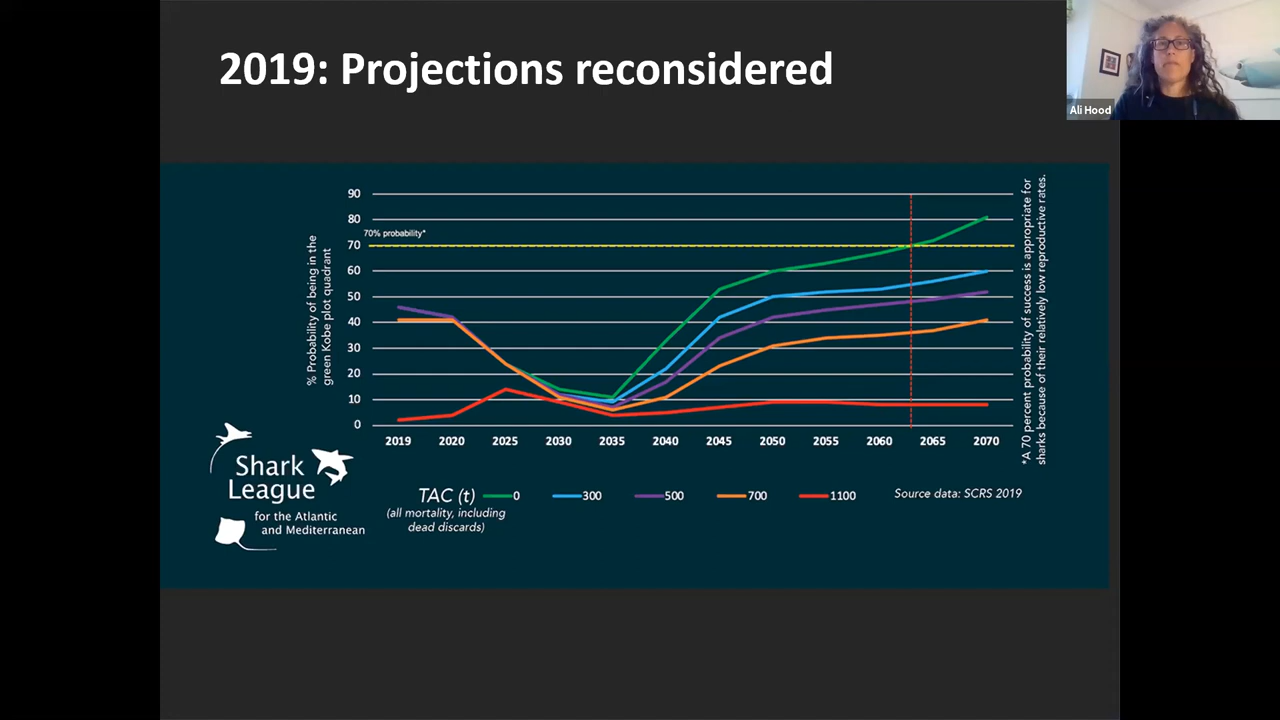 2019: Projections reconsidered
Ali Hood
% Probability of being in the
green Kobe plot quadrant
90
80
70% probability*
70
60
50
40
30
20
10
0
2019 2020 2025 2030 2035 2040 2045 2050 2055 2060 2065 2070
*A 70 percent probability of success is appropriate for
sharks because of their relatively low reproductive rates.
Shark
League
for the Atlantic
and Mediterranean
TAC (t) 0 300 500 700 1100
(all mortality, including
dead discards)
Source data: SCRS 2019